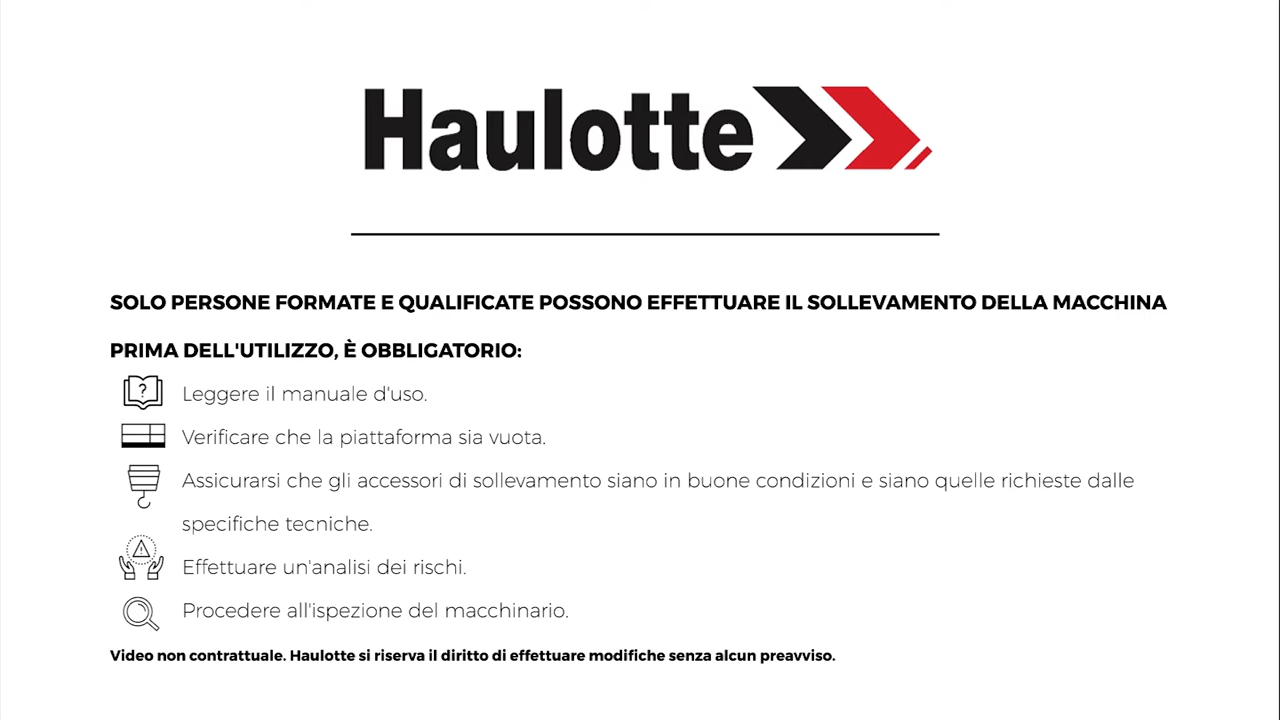 Haulotte
SOLO PERSONE FORMATE E QUALIFICATE POSSONO EFFETTUARE IL SOLLEVAMENTO DELLA MACCHINA
PRIMA DELL'UTILIZZO, È OBBLIGATORIO:
Leggere il manuale d'uso.
Verificare che la piattaforma sia vuota.
Assicurarsi che gli accessori di sollevamento siano in buone condizioni e siano quelle richieste dalle
specifiche tecniche.
Effettuare un'analisi dei rischi.
Procedere all'ispezione del macchinario.
Video non contrattuale. Haulotte si riserva il diritto di effettuare modifiche senza alcun preavviso.